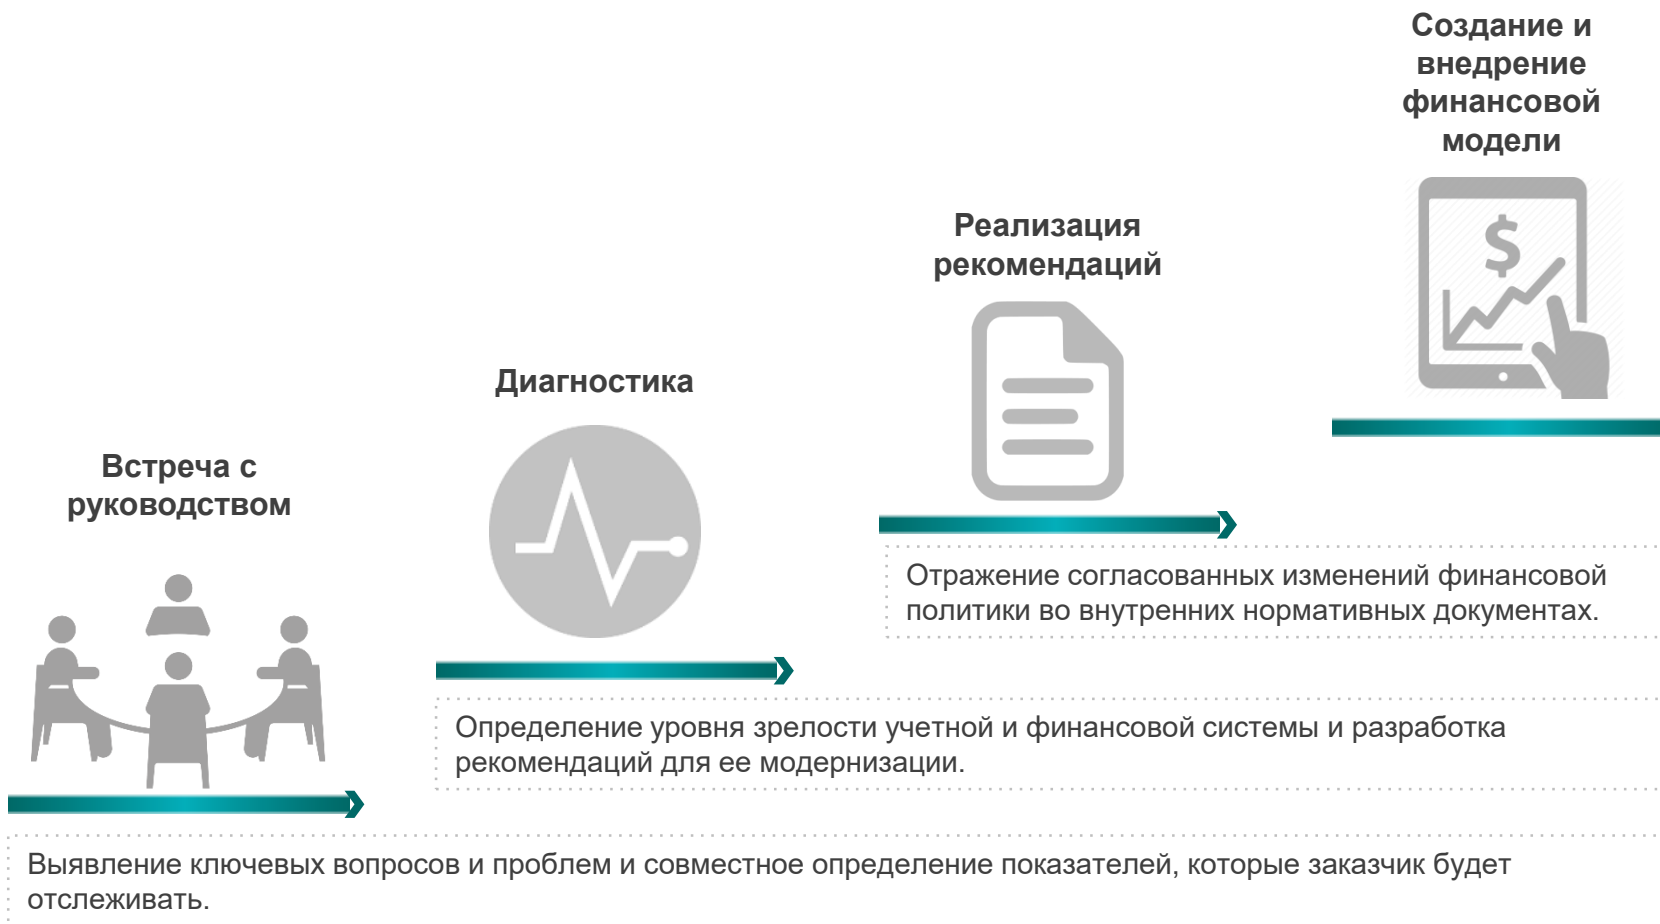 Создание и
внедрение
финансовой
модели
$
Реализация
рекомендаций
Диагностика
Встреча с
руководством
Отражение согласованных изменений финансовой
политики во внутренних нормативных документах.
Определение уровня зрелости учетной и финансовой системы и разработка
рекомендаций для ее модернизации.
Выявление ключевых вопросов и проблем и совместное определение показателей, которые заказчик будет
отслеживать.